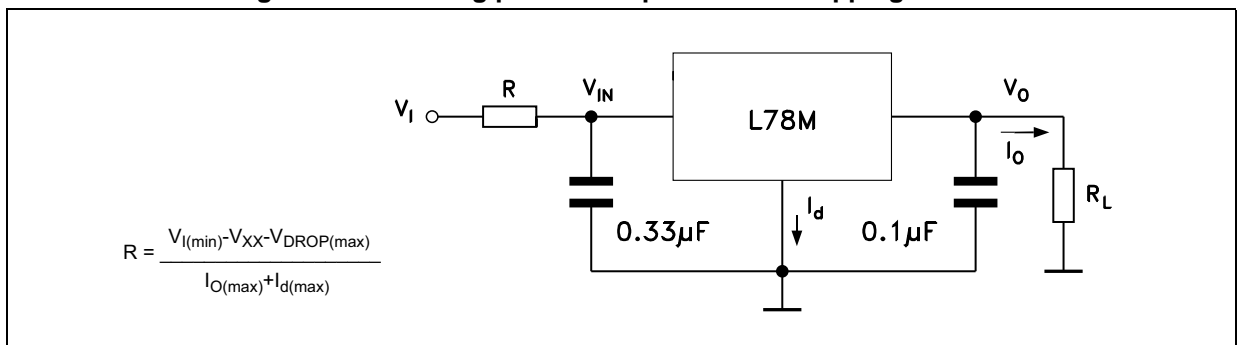 V_I
R
V_IN
L78M
V_O
I_O
R_L
I_d
0.33µF
0.1µF
R = V_I(min)-V_XX-V_DROP(max)
I_O(max)+I_d(max)